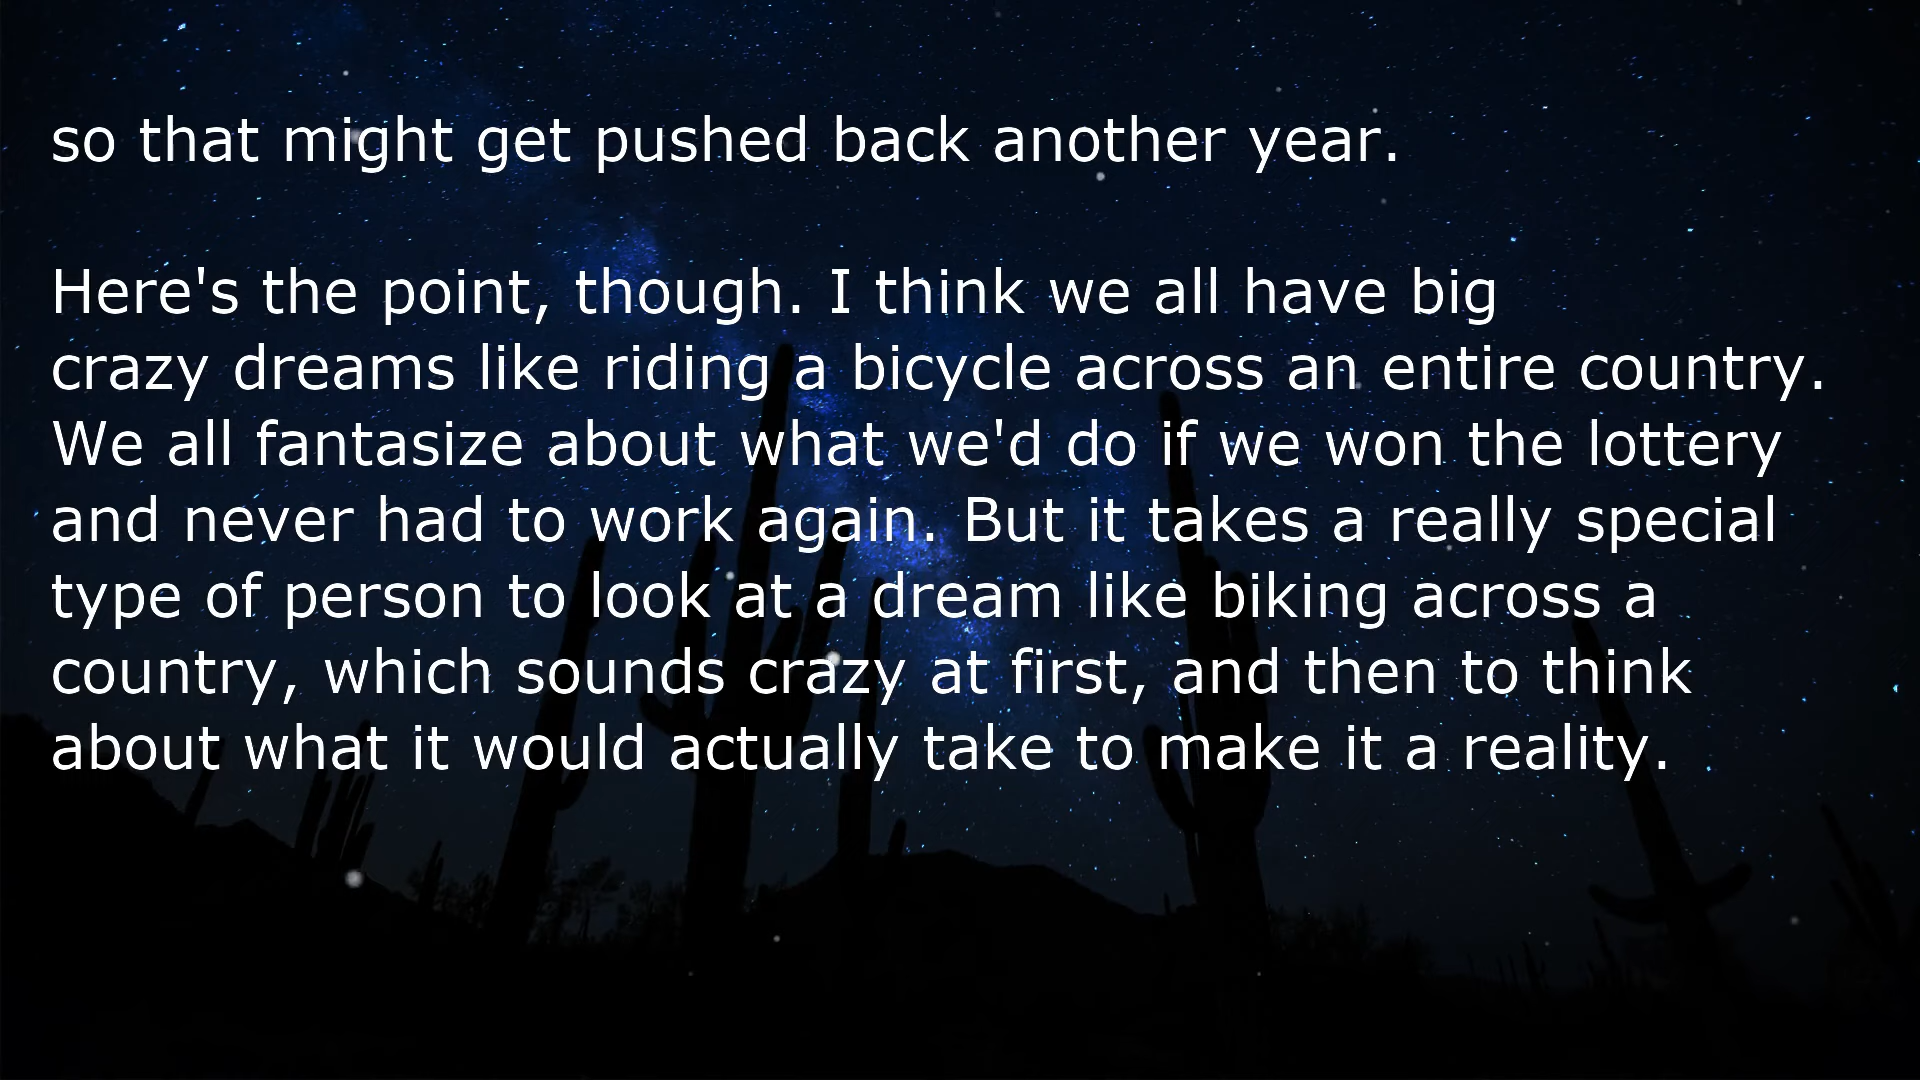 so that might get pushed back another year.
Here's the point, though. I think we all have big
crazy dreams like riding a bicycle across an entire country.
We all fantasize about what we'd do if we won the lottery
and never had to work again. But it takes a really special
type of person to look at a dream like biking across a
country, which sounds crazy at first, and then to think
about what it would actually take to make it a reality.